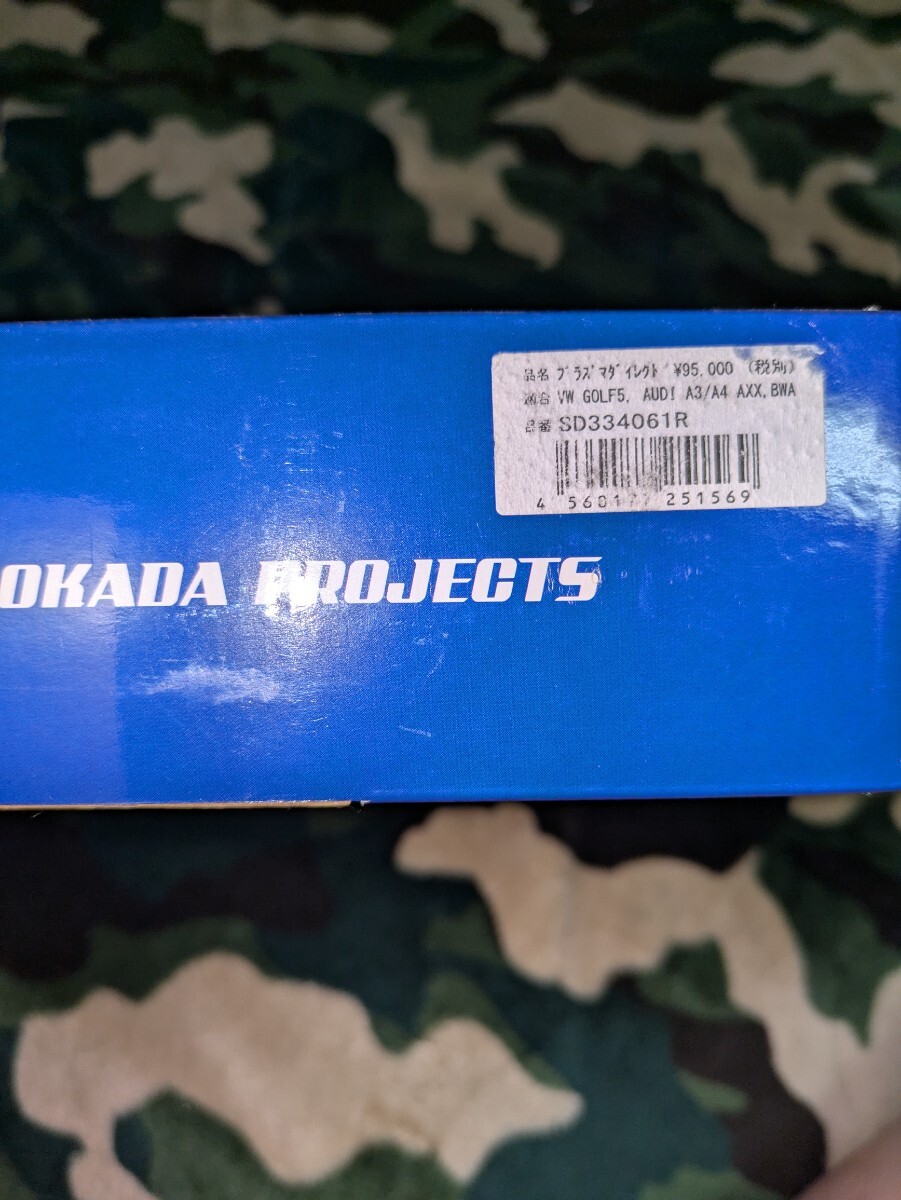 品名 プラズマダイレクト ¥95,000 (税別)
適合 VW GOLF5, AUDI A3/A4 AXX,BWA
品番 SD334061R
4 560177 251569
OKADA PROJECTS